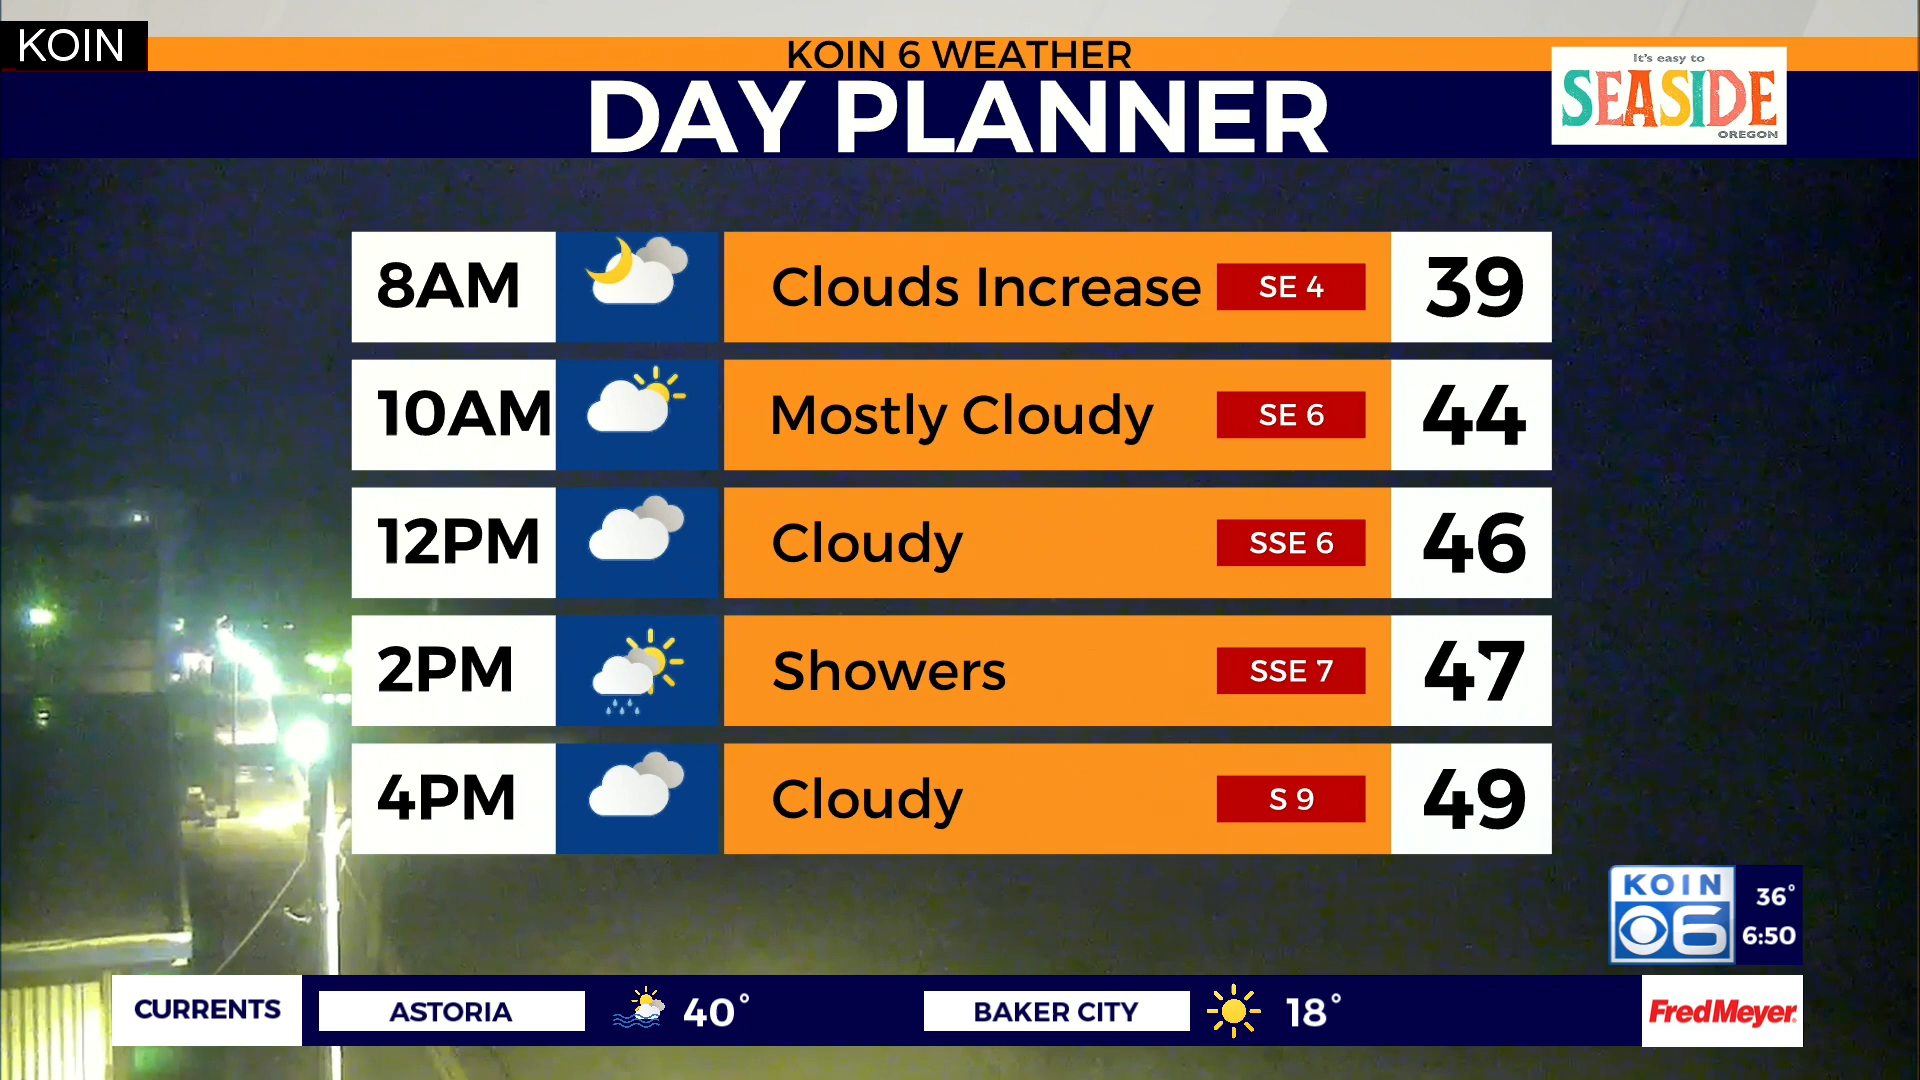 KOIN
KOIN 6 WEATHER
DAY PLANNER
It's easy to
SEASIDE
OREGON
8AM Clouds Increase SE 4 39
10AM Mostly Cloudy SE 6 44
12PM Cloudy SSE 6 46
2PM Showers SSE 7 47
4PM Cloudy S 9 49
KOIN 6 36°
6:50
CURRENTS ASTORIA 40° BAKER CITY 18° Fred Meyer